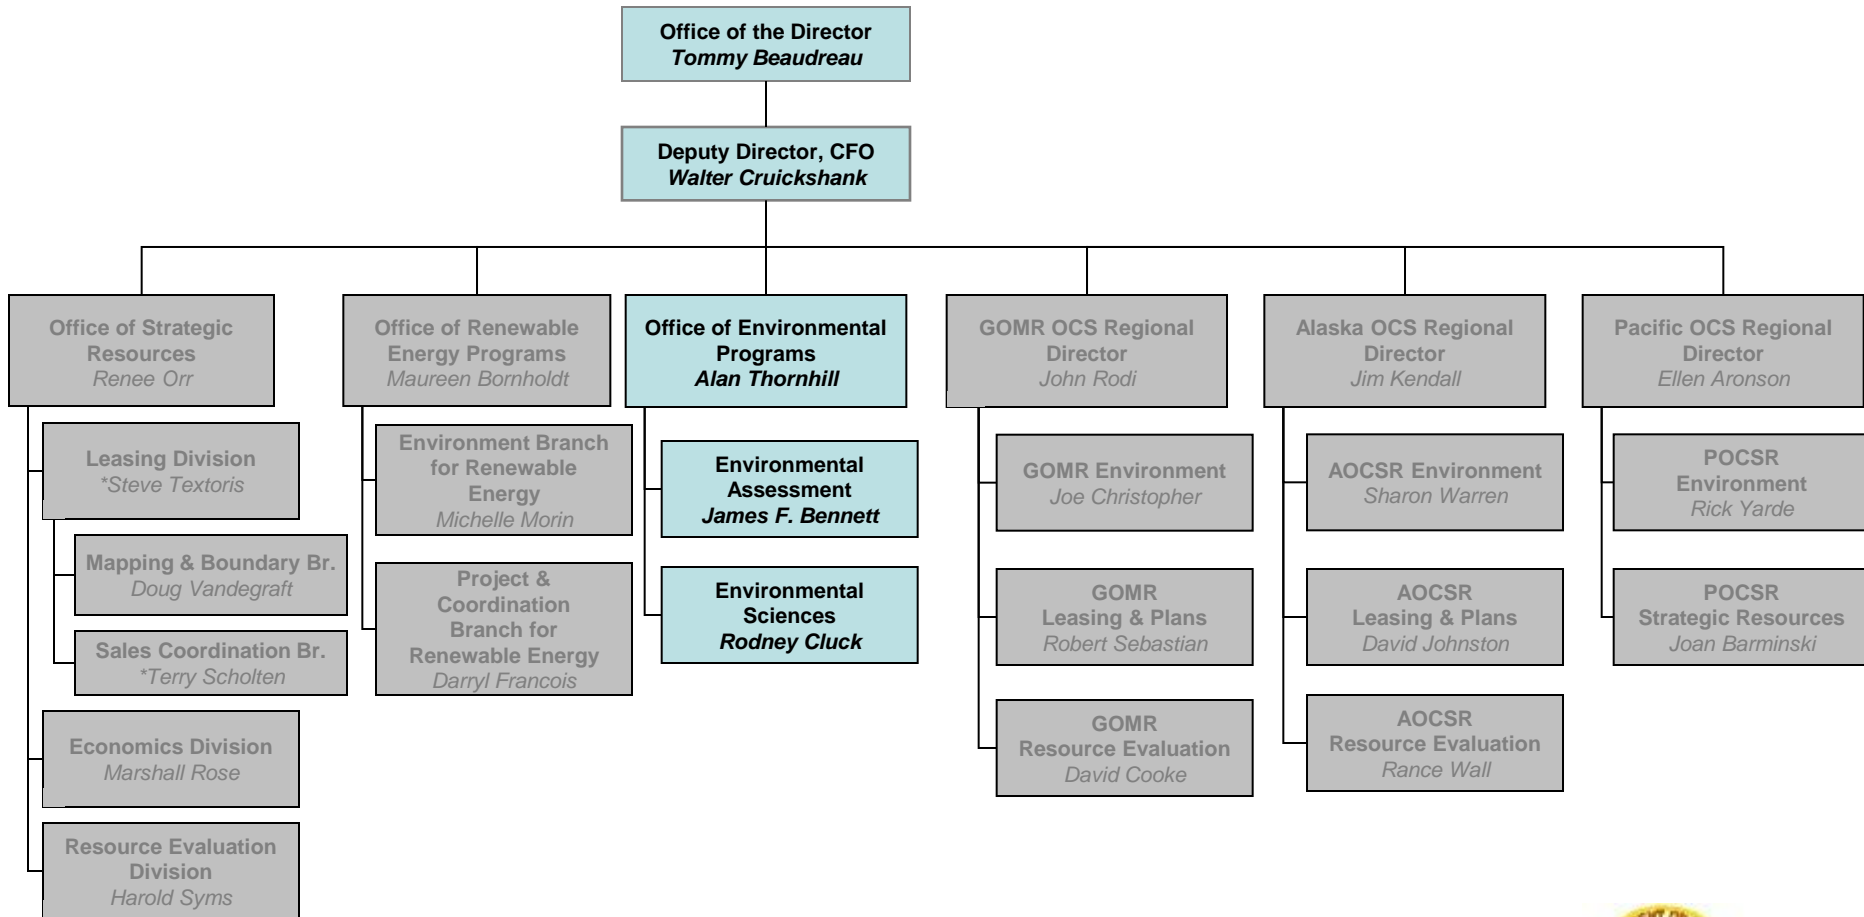 Office of the Director
Tommy Beaudreau
Deputy Director, CFO
Walter Cruickshank
Office of Strategic
Resources
Renee Orr
Leasing Division
*Steve Textoris
Mapping & Boundary Br.
Doug Vandegraft
Sales Coordination Br.
*Terry Scholten
Economics Division
Marshall Rose
Resource Evaluation
Division
Harold Syms
Office of Renewable
Energy Programs
Maureen Bornholdt
Environment Branch
for Renewable
Energy
Michelle Morin
Project &
Coordination
Branch for
Renewable Energy
Darryl Francois
Office of Environmental
Programs
Alan Thornhill
Environmental
Assessment
James F. Bennett
Environmental
Sciences
Rodney Cluck
GOMR OCS Regional
Director
John Rodi
GOMR Environment
Joe Christopher
GOMR
Leasing & Plans
Robert Sebastian
GOMR
Resource Evaluation
David Cooke
Alaska OCS Regional
Director
Jim Kendall
AOCSR Environment
Sharon Warren
AOCSR
Leasing & Plans
David Johnston
AOCSR
Resource Evaluation
Rance Wall
Pacific OCS Regional
Director
Ellen Aronson
POCSR
Environment
Rick Yarde
POCSR
Strategic Resources
Joan Barminski